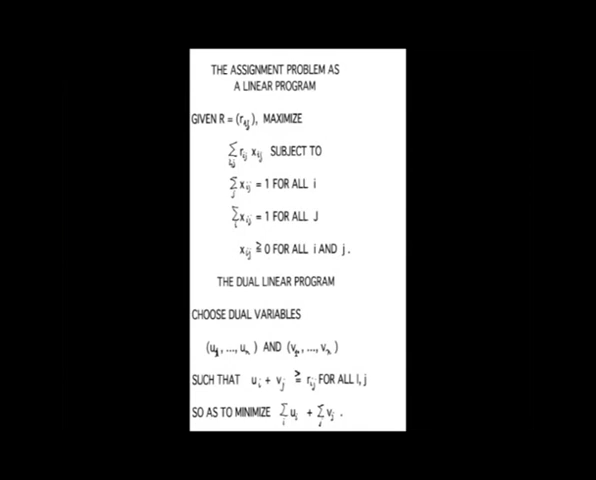 THE ASSIGNMENT PROBLEM AS
A LINEAR PROGRAM
GIVEN R = (rᵢⱼ), MAXIMIZE
∑ᵢⱼ rᵢⱼ xᵢⱼ SUBJECT TO
∑ⱼ xᵢⱼ = 1 FOR ALL i
∑ᵢ xᵢⱼ = 1 FOR ALL J
xᵢⱼ ≧ 0 FOR ALL i AND j.
THE DUAL LINEAR PROGRAM
CHOOSE DUAL VARIABLES
(u₁, ..., uₙ) AND (v₁, ..., vₙ)
SUCH THAT uᵢ + vⱼ ≧ rᵢⱼ FOR ALL I, j
SO AS TO MINIMIZE ∑ᵢ uᵢ + ∑ⱼ vⱼ .